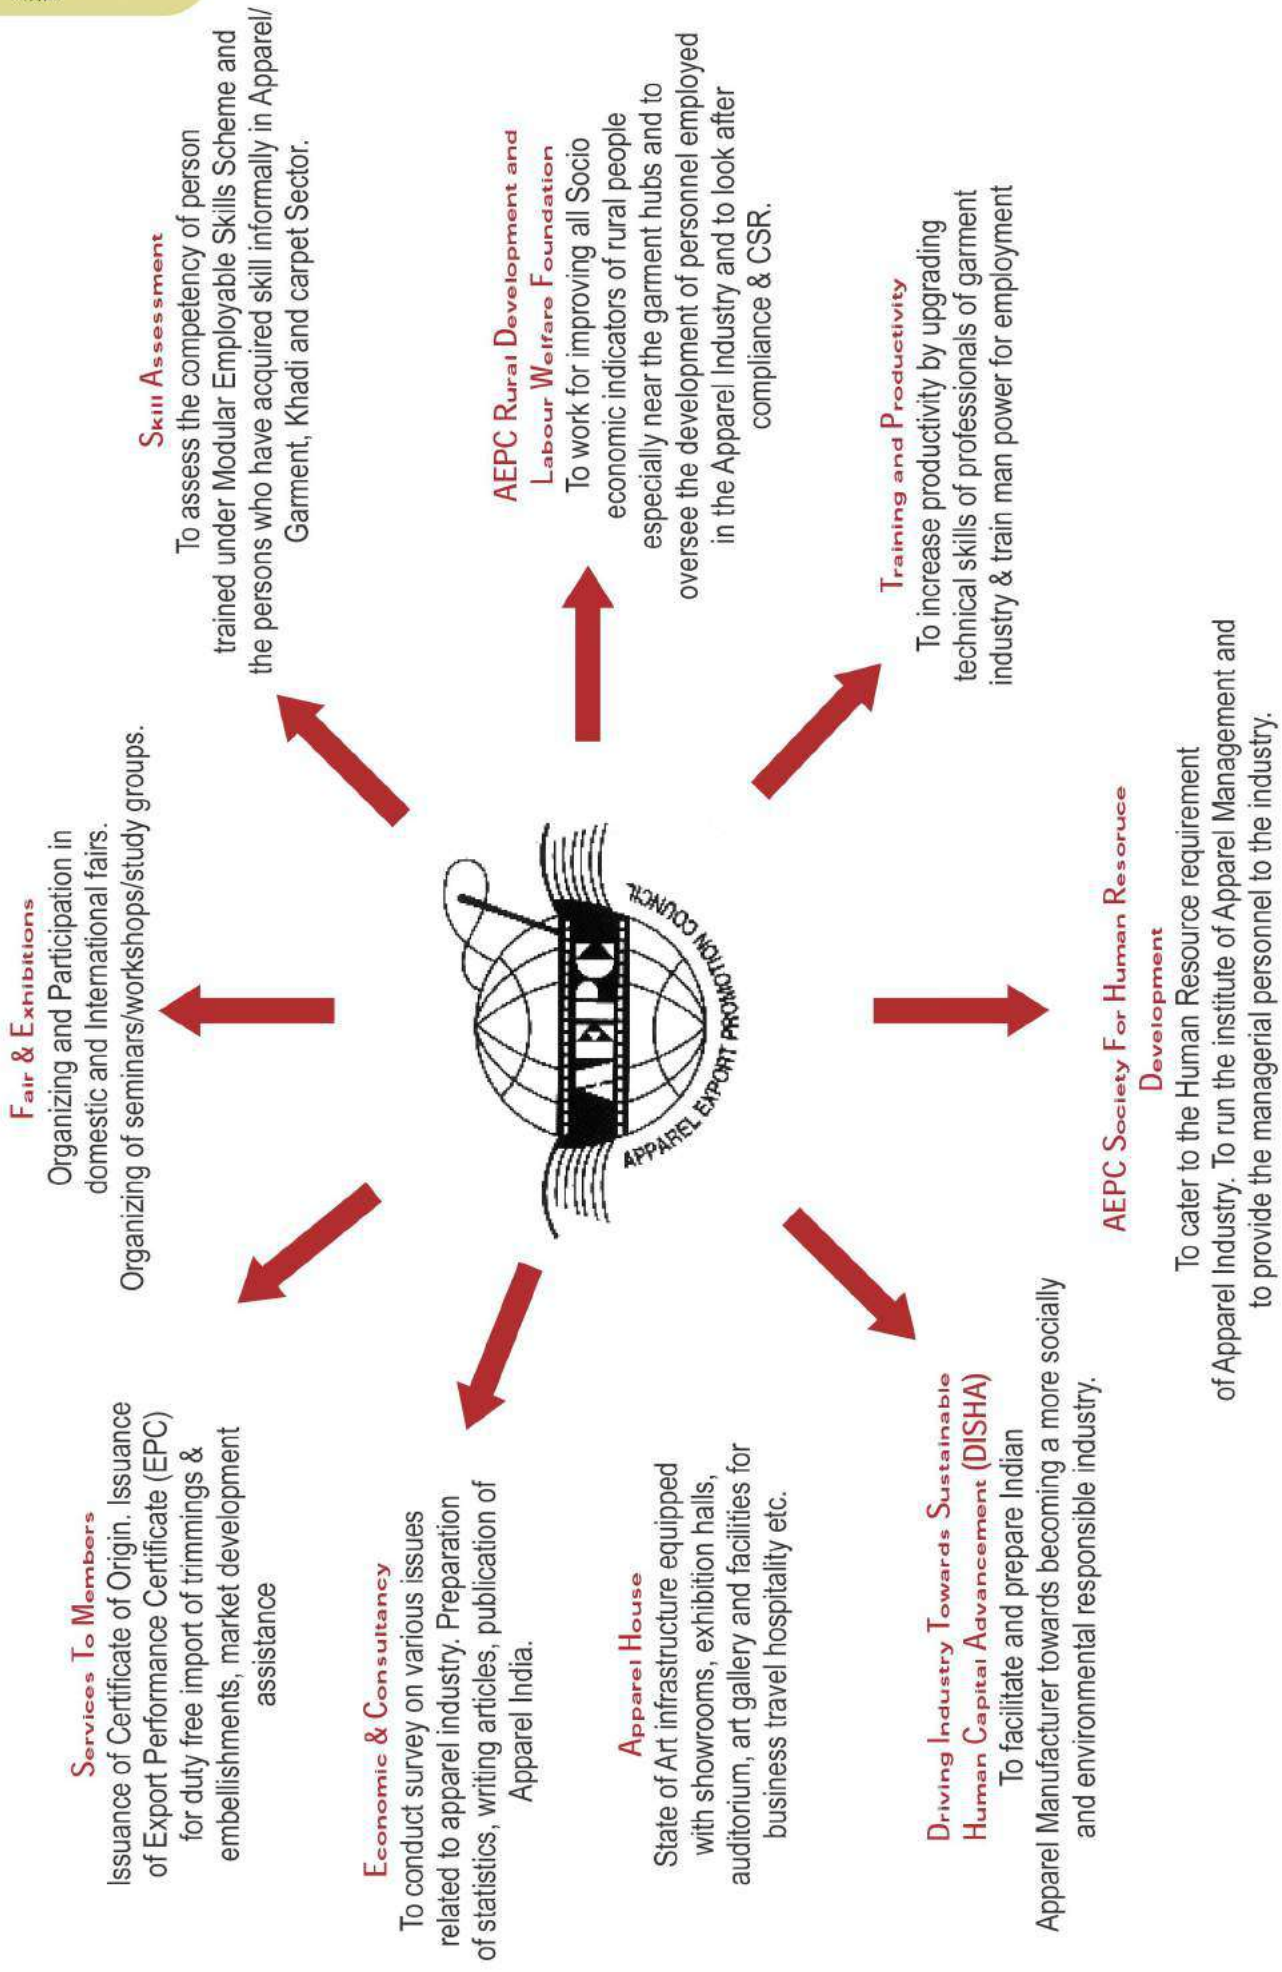 Fair & Exhibitions
Organizing and Participation in
domestic and International fairs.
Organizing of seminars/workshops/study groups.
Skill Assessment
To assess the competency of person
trained under Modular Employable Skills Scheme and
the persons who have acquired skill informally in Apparel/
Garment, Khadi and carpet Sector.
AEPC Rural Development and
Labour Welfare Foundation
To work for improving all Socio
economic indicators of rural people
especially near the garment hubs and to
oversee the development of personnel employed
in the Apparel Industry and to look after
compliance & CSR.
Training and Productivity
To increase productivity by upgrading
technical skills of professionals of garment
industry & train man power for employment
AEPC Society For Human Resoruce
Development
To cater to the Human Resource requirement
of Apparel Industry. To run the institute of Apparel Management and
to provide the managerial personnel to the industry.
Driving Industry Towards Sustainable
Human Capital Advancement (DISHA)
To facilitate and prepare Indian
Apparel Manufacturer towards becoming a more socially
and environmental responsible industry.
Apparel House
State of Art infrastructure equipped
with showrooms, exhibition halls,
auditorium, art gallery and facilities for
business travel hospitality etc.
Economic & Consultancy
To conduct survey on various issues
related to apparel industry. Preparation
of statistics, writing articles, publication of
Apparel India.
Services To Members
Issuance of Certificate of Origin. Issuance
of Export Performance Certificate (EPC)
for duty free import of trimmings &
embellishments, market development
assistance
AEPC
APPAREL EXPORT PROMOTION COUNCIL